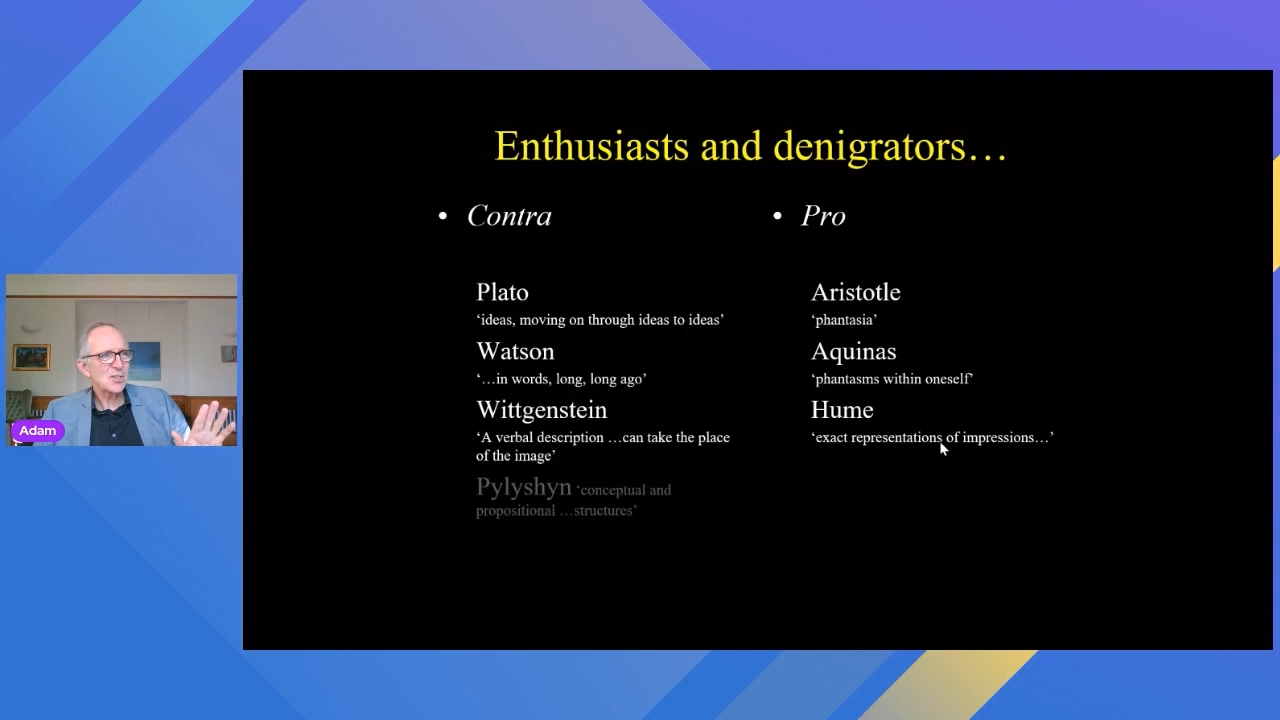 Enthusiasts and denigrators…
• Contra
Plato
‘ideas, moving on through ideas to ideas’
Watson
‘…in words, long, long ago’
Wittgenstein
‘A verbal description …can take the place
of the image’
Pylyshyn ‘conceptual and
propositional …structures’
• Pro
Aristotle
‘phantasia’
Aquinas
‘phantasms within oneself’
Hume
‘exact representations of impressions…’
Adam